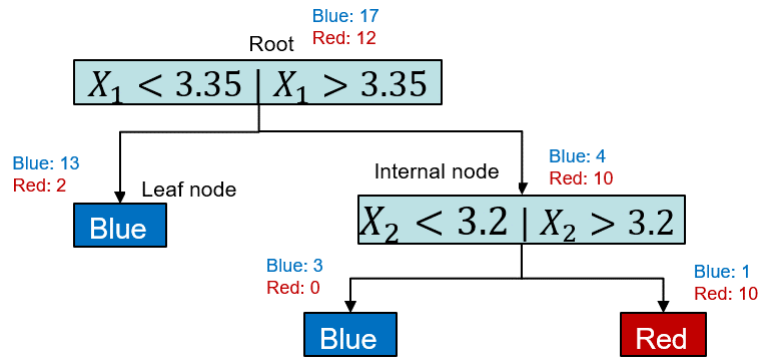 Blue: 17
Red: 12
Root
X₁ < 3.35 | X₁ > 3.35
Blue: 13
Red: 2
Leaf node
Blue
Internal node
Blue: 4
Red: 10
X₂ < 3.2 | X₂ > 3.2
Blue: 3
Red: 0
Blue
Blue: 1
Red: 10
Red